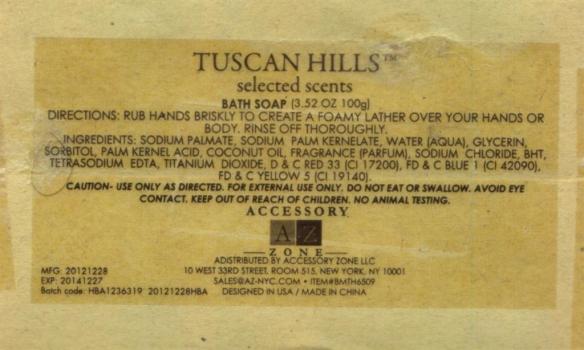 TUSCAN HILLS™
selected scents
BATH SOAP (3.52 OZ 100g)
DIRECTIONS: RUB HANDS BRISKLY TO CREATE A FOAMY LATHER OVER YOUR HANDS OR
BODY. RINSE OFF THOROUGHLY.
INGREDIENTS: SODIUM PALMATE, SODIUM PALM KERNELATE, WATER (AQUA), GLYCERIN,
SORBITOL, PALM KERNEL ACID, COCONUT OIL, FRAGRANCE (PARFUM), SODIUM CHLORIDE, BHT,
TETRASODIUM EDTA, TITANIUM DIOXIDE, D & C RED 33 (CI 17200), FD & C BLUE 1 (CI 42090),
FD & C YELLOW 5 (CI 19140).
CAUTION- USE ONLY AS DIRECTED. FOR EXTERNAL USE ONLY. DO NOT EAT OR SWALLOW. AVOID EYE
CONTACT. KEEP OUT OF REACH OF CHILDREN. NO ANIMAL TESTING.
ACCESSORY
AZ
ZONE
ADISTRIBUTED BY ACCESSORY ZONE LLC
MFG: 20121228 10 WEST 33RD STREET, ROOM 515, NEW YORK, NY 10001
EXP: 20141227 SALES@AZ-NYC.COM • ITEM#BMTH6509
Batch code: HBA1236319 20121228HBA DESIGNED IN USA / MADE IN CHINA